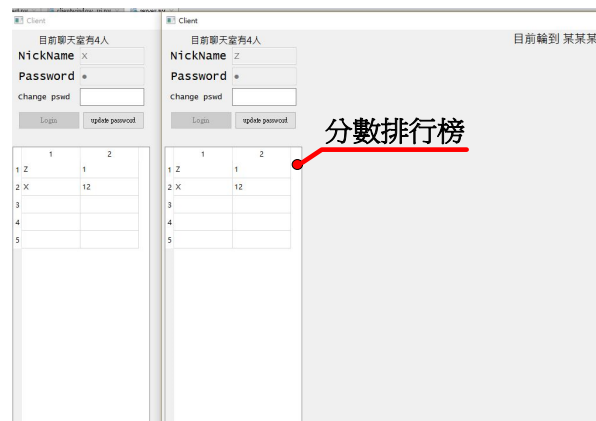 Client
目前聊天室有4人
NickName X
Password ●
Change pswd
Login update password
1 2
1 Z 1
2 X 12
3
4
5
Client
目前聊天室有4人
NickName Z
Password ●
Change pswd
Login update password
1 2
1 Z 1
2 X 12
3
4
5
目前輪到 某某某
分數排行榜